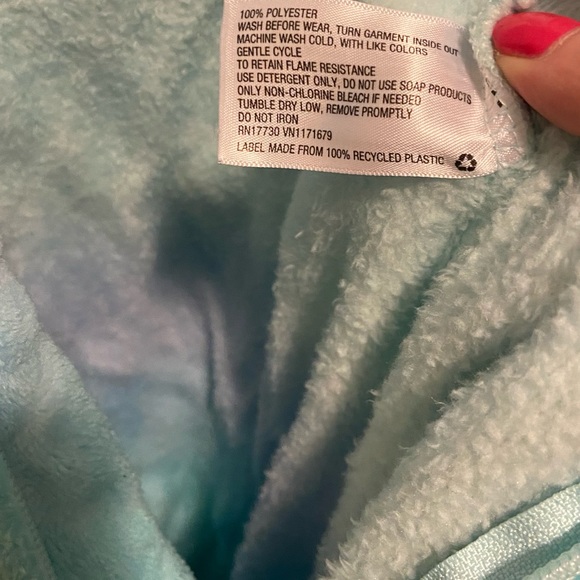 100% POLYESTER
WASH BEFORE WEAR, TURN GARMENT INSIDE OUT
MACHINE WASH COLD, WITH LIKE COLORS
GENTLE CYCLE
TO RETAIN FLAME RESISTANCE
USE DETERGENT ONLY, DO NOT USE SOAP PRODUCTS
ONLY NON-CHLORINE BLEACH IF NEEDED
TUMBLE DRY LOW, REMOVE PROMPTLY
DO NOT IRON
RN17730 VN1171679
LABEL MADE FROM 100% RECYCLED PLASTIC